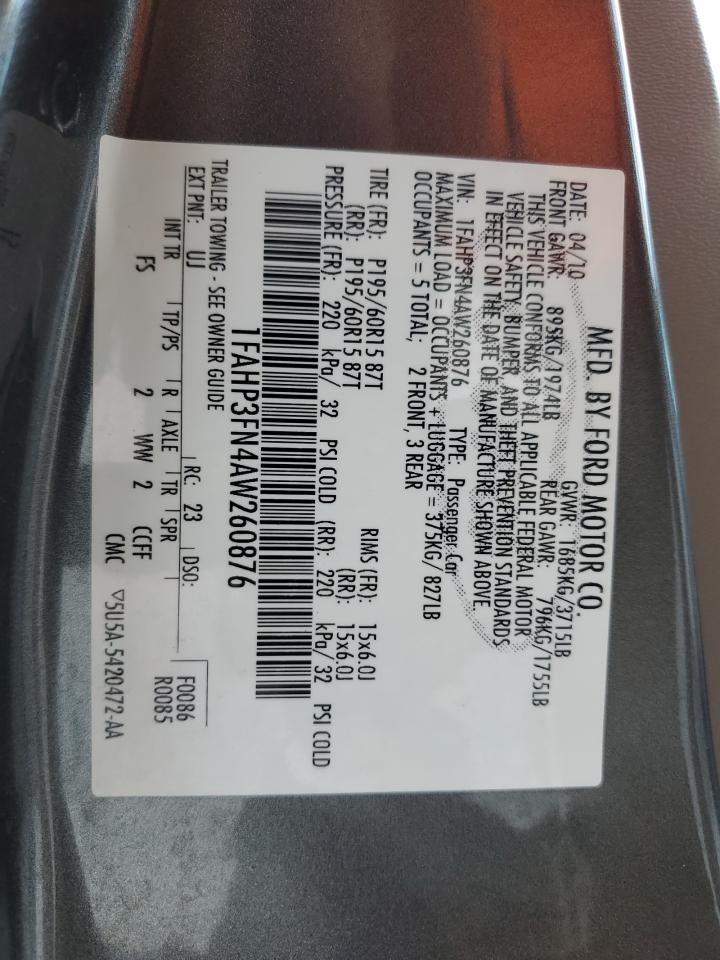 MFD. BY FORD MOTOR CO.
DATE: 04/10 GVWR: 1685KG/3715LB
FRONT GAWR: 895KG/1974LB REAR GAWR: 796KG/1755LB
THIS VEHICLE CONFORMS TO ALL APPLICABLE FEDERAL MOTOR
VEHICLE SAFETY, BUMPER, AND THEFT PREVENTION STANDARDS
IN EFFECT ON THE DATE OF MANUFACTURE SHOWN ABOVE.
VIN: 1FAHP3FN4AW260876 TYPE: Passenger Car
MAXIMUM LOAD = OCCUPANTS + LUGGAGE = 375KG/ 827LB
OCCUPANTS = 5 TOTAL; 2 FRONT, 3 REAR
TIRE (FR): P195/60R15 87T RIMS (FR): 15x6.0J
(RR): P195/60R15 87T (RR): 15x6.0J
PRESSURE (FR): 220 kPa/ 32 PSI COLD (RR): 220 kPa/ 32 PSI COLD
1FAHP3FN4AW260876
TRAILER TOWING - SEE OWNER GUIDE
EXT PNT: UJ RC: 23 DSO: F0086
INT TR TP/PS R AXLE TR SPR R0085
FS 2 WW 2 CCFF
CMC ▽5U5A-5420472-AA